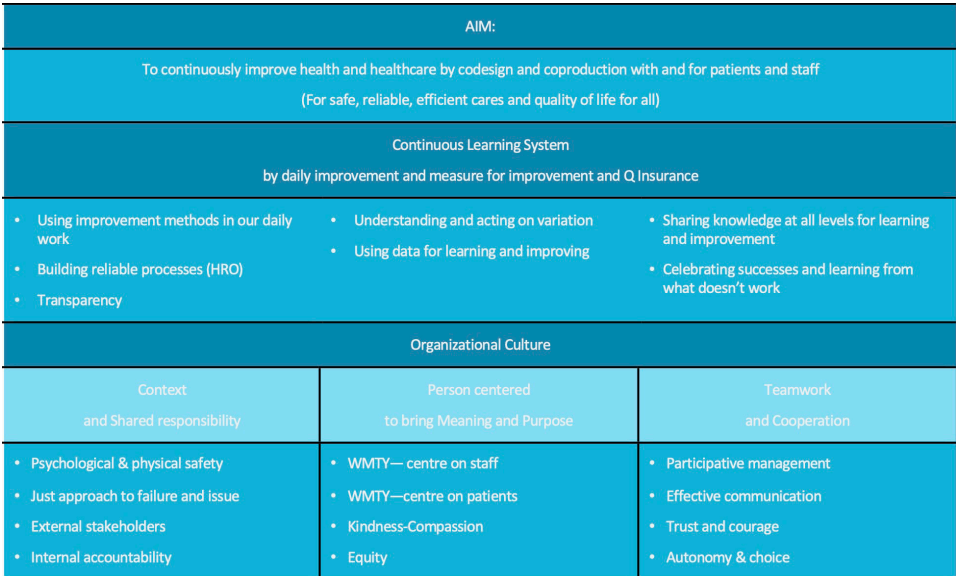 AIM:
To continuously improve health and healthcare by codesign and coproduction with and for patients and staff
(For safe, reliable, efficient cares and quality of life for all)
Continuous Learning System
by daily improvement and measure for improvement and Q Insurance
• Using improvement methods in our daily
work
• Building reliable processes (HRO)
• Transparency
• Understanding and acting on variation
• Using data for learning and improving
• Sharing knowledge at all levels for learning
and improvement
• Celebrating successes and learning from
what doesn’t work
Organizational Culture
Context
and Shared responsibility
Person centered
to bring Meaning and Purpose
Teamwork
and Cooperation
• Psychological & physical safety
• Just approach to failure and issue
• External stakeholders
• Internal accountability
• WMTY— centre on staff
• WMTY—centre on patients
• Kindness-Compassion
• Equity
• Participative management
• Effective communication
• Trust and courage
• Autonomy & choice